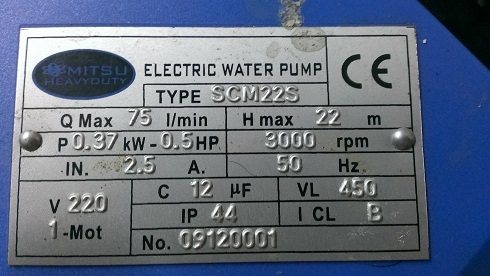 MITSU
HEAVYDUTY
ELECTRIC WATER PUMP
CE
TYPE SCM22S
Q Max 75 l/min H max 22 m
P 0.37 kW - 0.5 HP 3000 rpm
IN. 2.5 A. 50 Hz.
V 220 C 12 µF VL 450
1-Mot IP 44 I CL B
No. 09120001